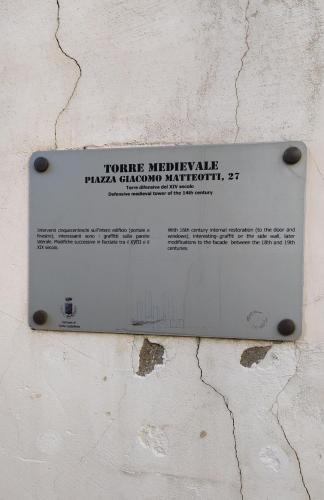 TORRE MEDIEVALE
PIAZZA GIACOMO MATTEOTTI, 27
Torre difensiva del XIV secolo
Defensive medieval tower of the 14th century
Interventi cinquecenteschi sull'intero edificio (portale e
finestre); interessanti sono i graffiti sulla parete
laterale. Modifiche successive in facciata tra il XVIII e il
XIX secolo.
With 16th century internal restoration (to the door and
windows); interesting graffiti on the side wall, later
modifications to the facade between the 18th and 19th
centuries.